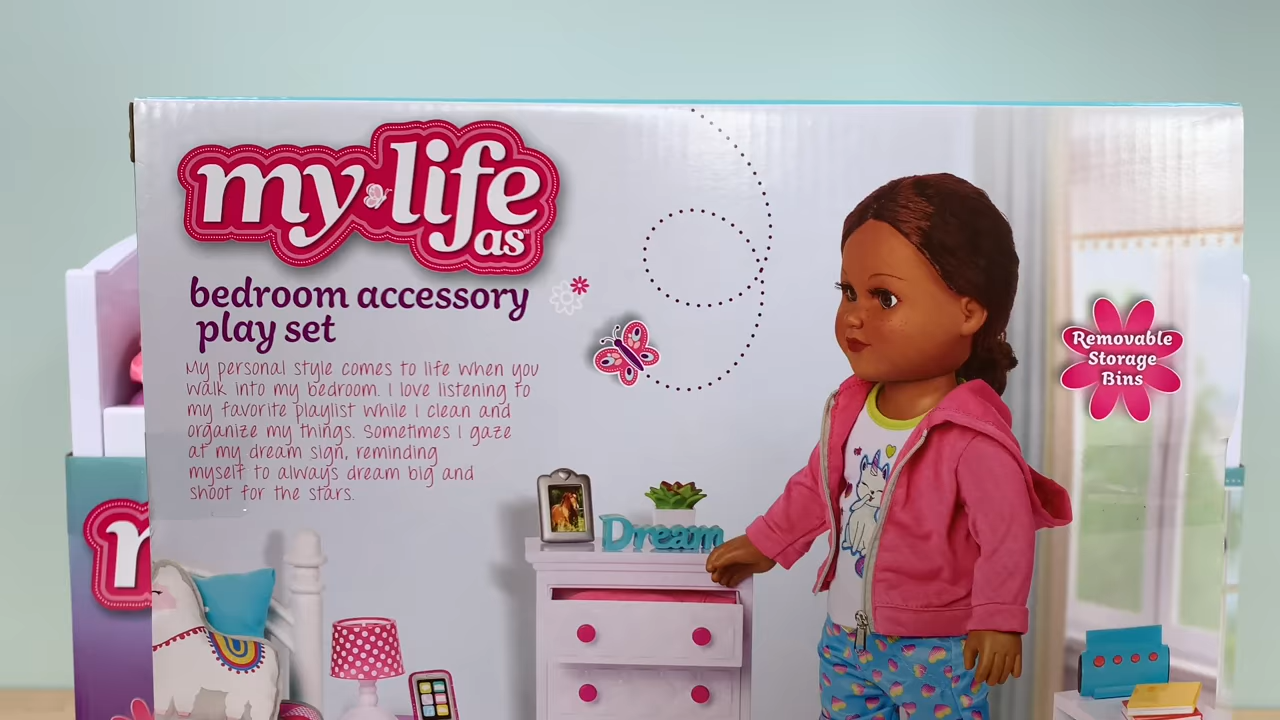 my life
as™
bedroom accessory
play set
My personal style comes to life when you
walk into my bedroom. I love listening to
my favorite playlist while I clean and
organize my things. Sometimes I gaze
at my dream sign, reminding
myself to always dream big and
shoot for the stars.
Removable
Storage
Bins
Dream